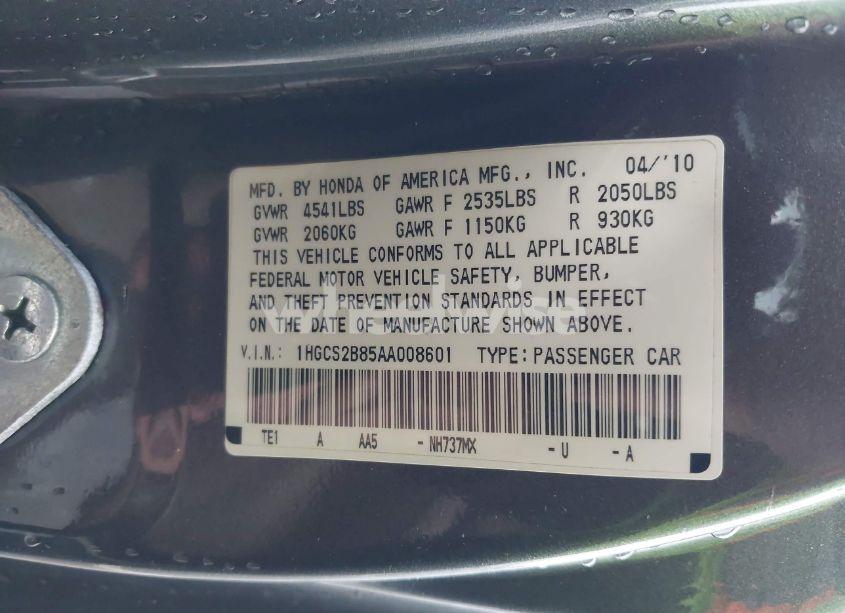 MFD. BY HONDA OF AMERICA MFG., INC. 04/'10
GVWR 4541LBS GAWR F 2535LBS R 2050LBS
GVWR 2060KG GAWR F 1150KG R 930KG
THIS VEHICLE CONFORMS TO ALL APPLICABLE
FEDERAL MOTOR VEHICLE SAFETY, BUMPER,
AND THEFT PREVENTION STANDARDS IN EFFECT
ON THE DATE OF MANUFACTURE SHOWN ABOVE.
V.I.N.: 1HGCS2B85AA008601 TYPE:PASSENGER CAR
TE1 A AA5 - NH737MX - U - A